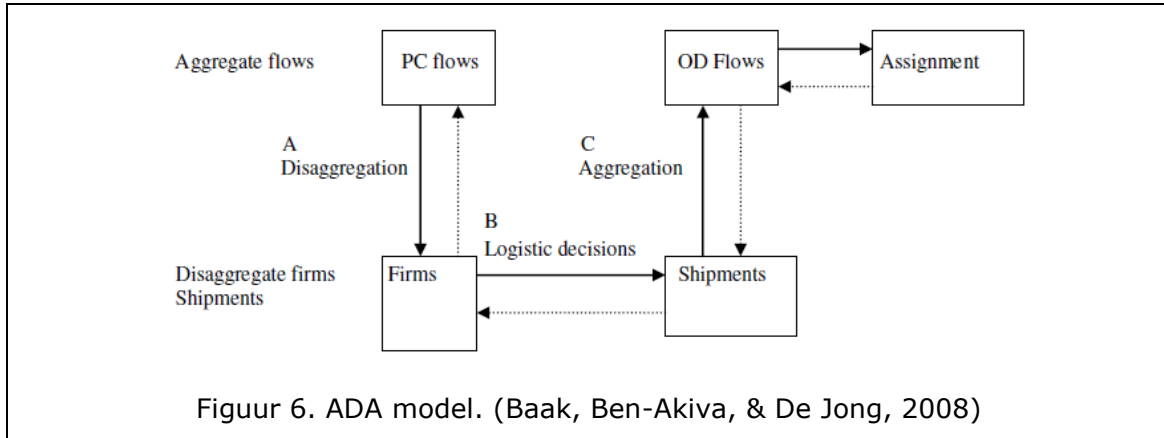 Aggregate flows
PC flows
OD Flows
Assignment
A
Disaggregation
C
Aggregation
B
Logistic decisions
Disaggregate firms
Shipments
Firms
Shipments
Figuur 6. ADA model. (Baak, Ben-Akiva, & De Jong, 2008)